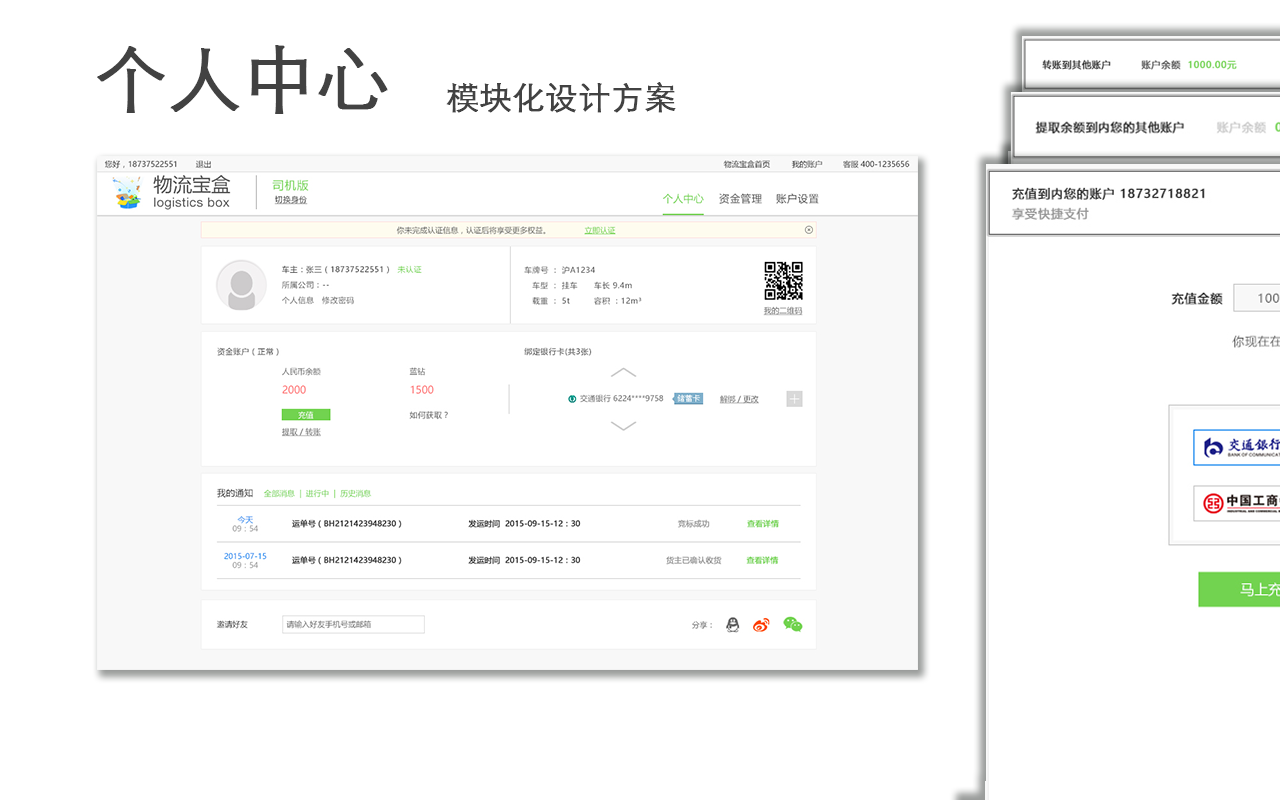 个人中心 模块化设计方案
您好，18737522551 退出 物流宝盒首页 我的账户 客服 400-1235656
物流宝盒
logistics box
司机版
切换身份
个人中心 资金管理 账户设置
你未完成认证信息，认证后将享受更多权益。 立即认证
车主：张三（18737522551） 未认证
所属公司：--
个人信息 修改密码
车牌号 ： 沪A1234
车型 ： 挂车 车长 9.4m
载重 ： 5t 容积 ：12m³
我的二维码
资金账户（正常）
人民币余额 蓝钻
2000 1500
充值 如何获取？
提取 / 转账
绑定银行卡(共3张)
交通银行 6224****9758 储蓄卡 解绑 / 更改
我的通知 全部消息 | 进行中 | 历史消息
今天
09：54
运单号（BH2121423948230） 发运时间 2015-09-15-12：30 竞标成功 查看详情
2015-07-15
09：54
运单号（BH2121423948230） 发运时间 2015-09-15-12：30 货主已确认收货 查看详情
邀请好友 请输入好友手机号或邮箱 分享：
转账到其他账户 账户余额 1000.00元
提取余额到内您的其他账户 账户余额
充值到内您的账户 18732718821
享受快捷支付
充值金额 100
你现在在
交通银行
BANK OF COMMUNICAT
中国工商
马上充